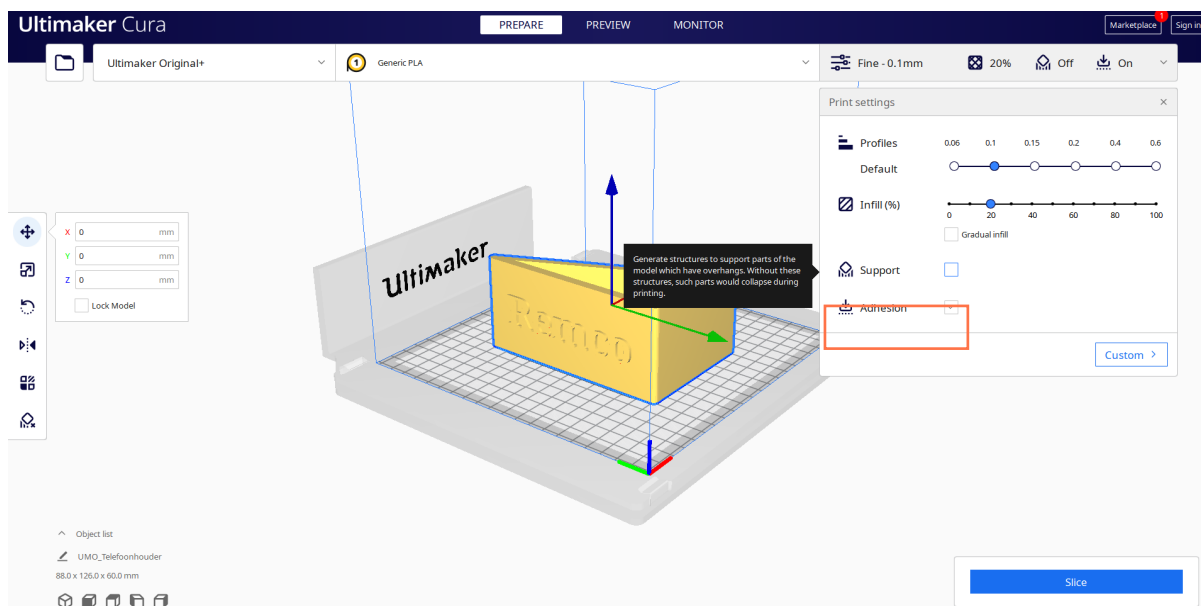 Ultimaker Cura
PREPARE
PREVIEW
MONITOR
Marketplace
1
Sign in
Ultimaker Original+
1
Generic PLA
Fine - 0.1mm
20%
Off
On
Print settings
Profiles
0.06 0.1 0.15 0.2 0.4 0.6
Default
Infill (%)
0 20 40 60 80 100
Gradual infill
Support
Adhesion
Custom
X 0 mm
Y 0 mm
Z 0 mm
Lock Model
Ultimaker
Remco
Generate structures to support parts of the
model which have overhangs. Without these
structures, such parts would collapse during
printing.
Object list
UMO_Telefoonhouder
88.0 x 126.0 x 60.0 mm
Slice